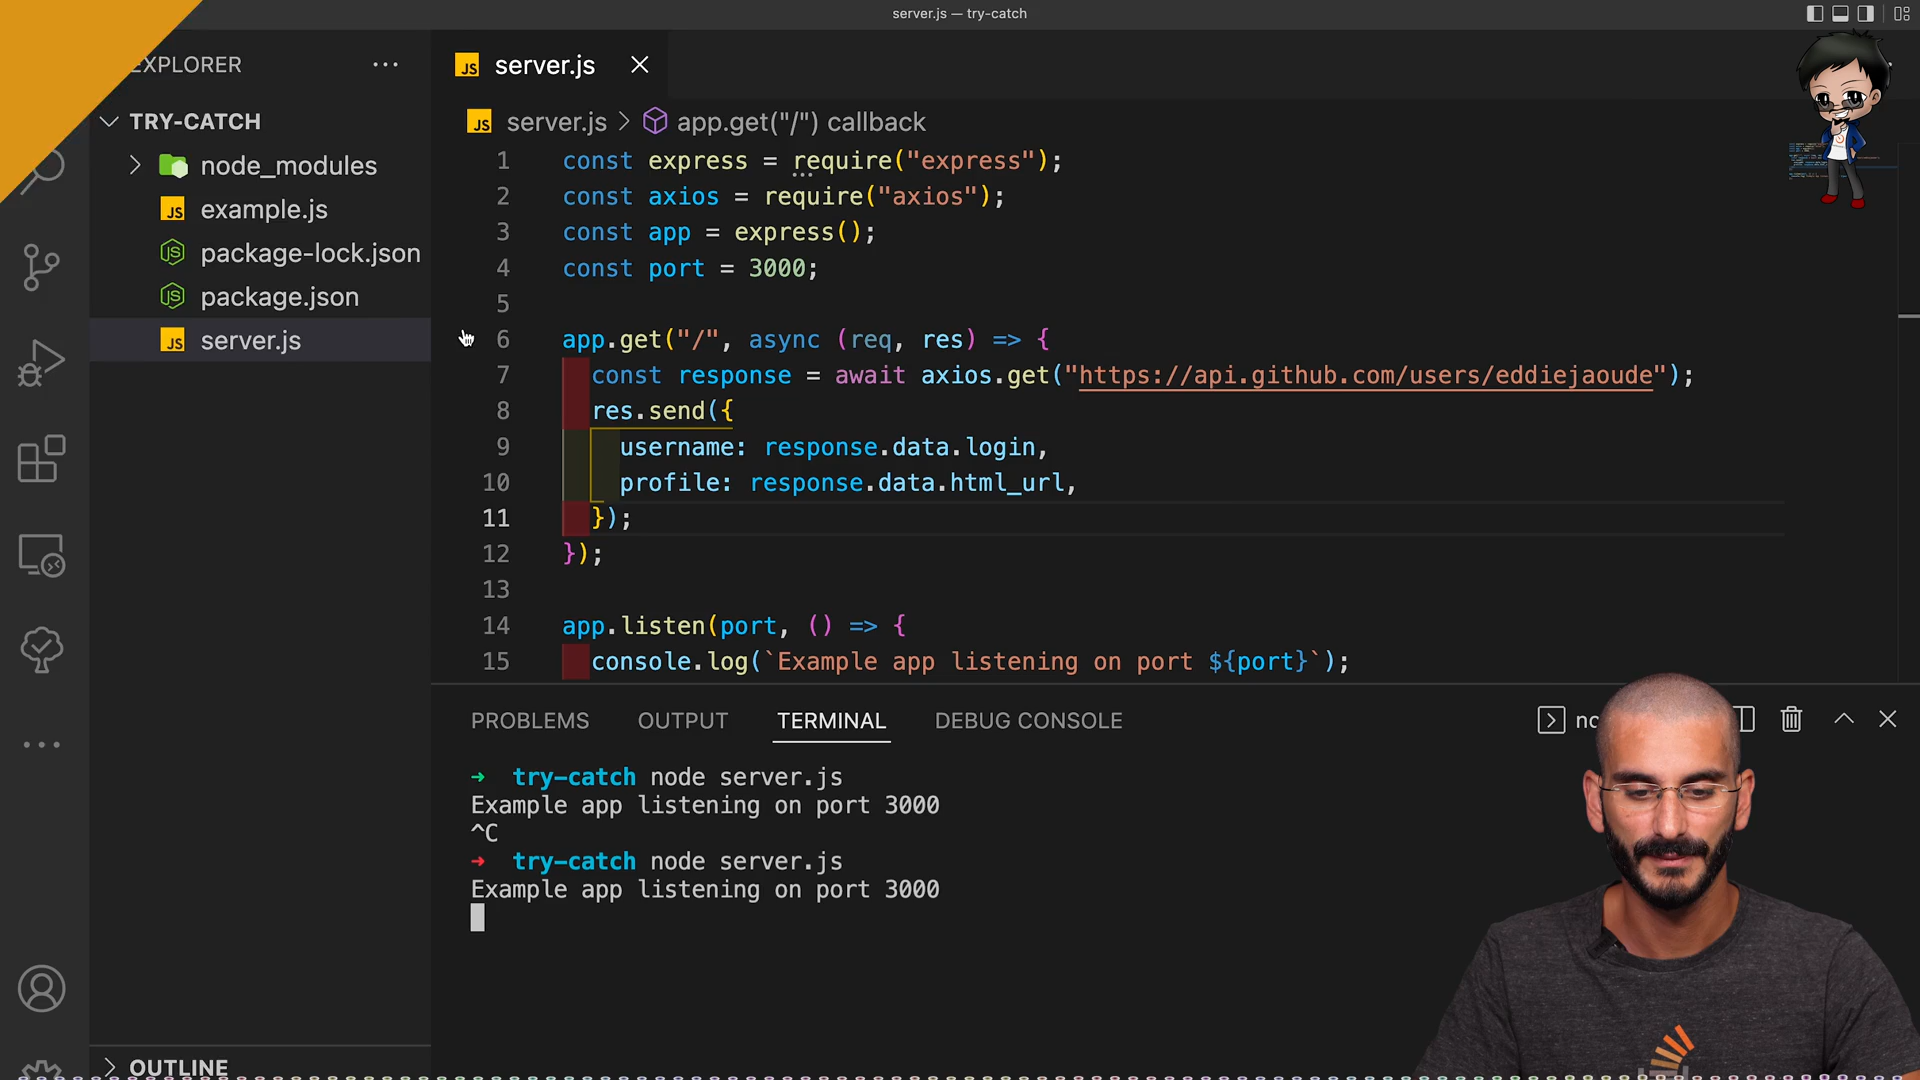 server.js — try-catch
EXPLORER
TRY-CATCH
node_modules
example.js
package-lock.json
package.json
server.js
OUTLINE
server.js
server.js > app.get("/") callback
1 const express = require("express");
2 const axios = require("axios");
3 const app = express();
4 const port = 3000;
5
6 app.get("/", async (req, res) => {
7 const response = await axios.get("https://api.github.com/users/eddiejaoude");
8 res.send({
9 username: response.data.login,
10 profile: response.data.html_url,
11 });
12 });
13
14 app.listen(port, () => {
15 console.log(`Example app listening on port ${port}`);
PROBLEMS OUTPUT TERMINAL DEBUG CONSOLE
→ try-catch node server.js
Example app listening on port 3000
^C
→ try-catch node server.js
Example app listening on port 3000